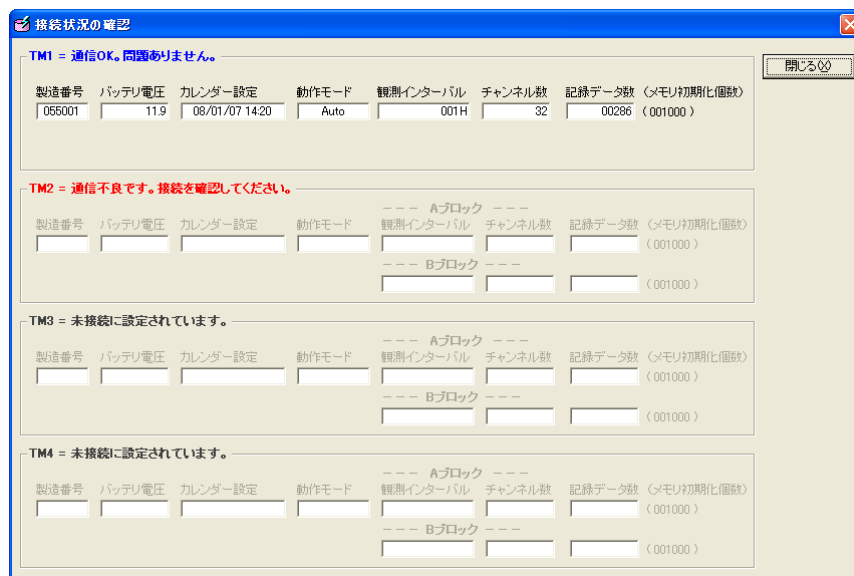 接続状況の確認
TM1 = 通信OK。問題ありません。
閉じる(X)
製造番号 バッテリ電圧 カレンダー設定 動作モード 観測インターバル チャンネル数 記録データ数 (メモリ初期化個数)
055001 11.9 08/01/07 14:20 Auto 001H 32 00286 (001000)
TM2 = 通信不良です。接続を確認してください。
--- Aブロック ---
製造番号 バッテリ電圧 カレンダー設定 動作モード 観測インターバル チャンネル数 記録データ数 (メモリ初期化個数)
(001000)
--- Bブロック ---
(001000)
TM3 = 未接続に設定されています。
--- Aブロック ---
製造番号 バッテリ電圧 カレンダー設定 動作モード 観測インターバル チャンネル数 記録データ数 (メモリ初期化個数)
(001000)
--- Bブロック ---
(001000)
TM4 = 未接続に設定されています。
--- Aブロック ---
製造番号 バッテリ電圧 カレンダー設定 動作モード 観測インターバル チャンネル数 記録データ数 (メモリ初期化個数)
(001000)
--- Bブロック ---
(001000)